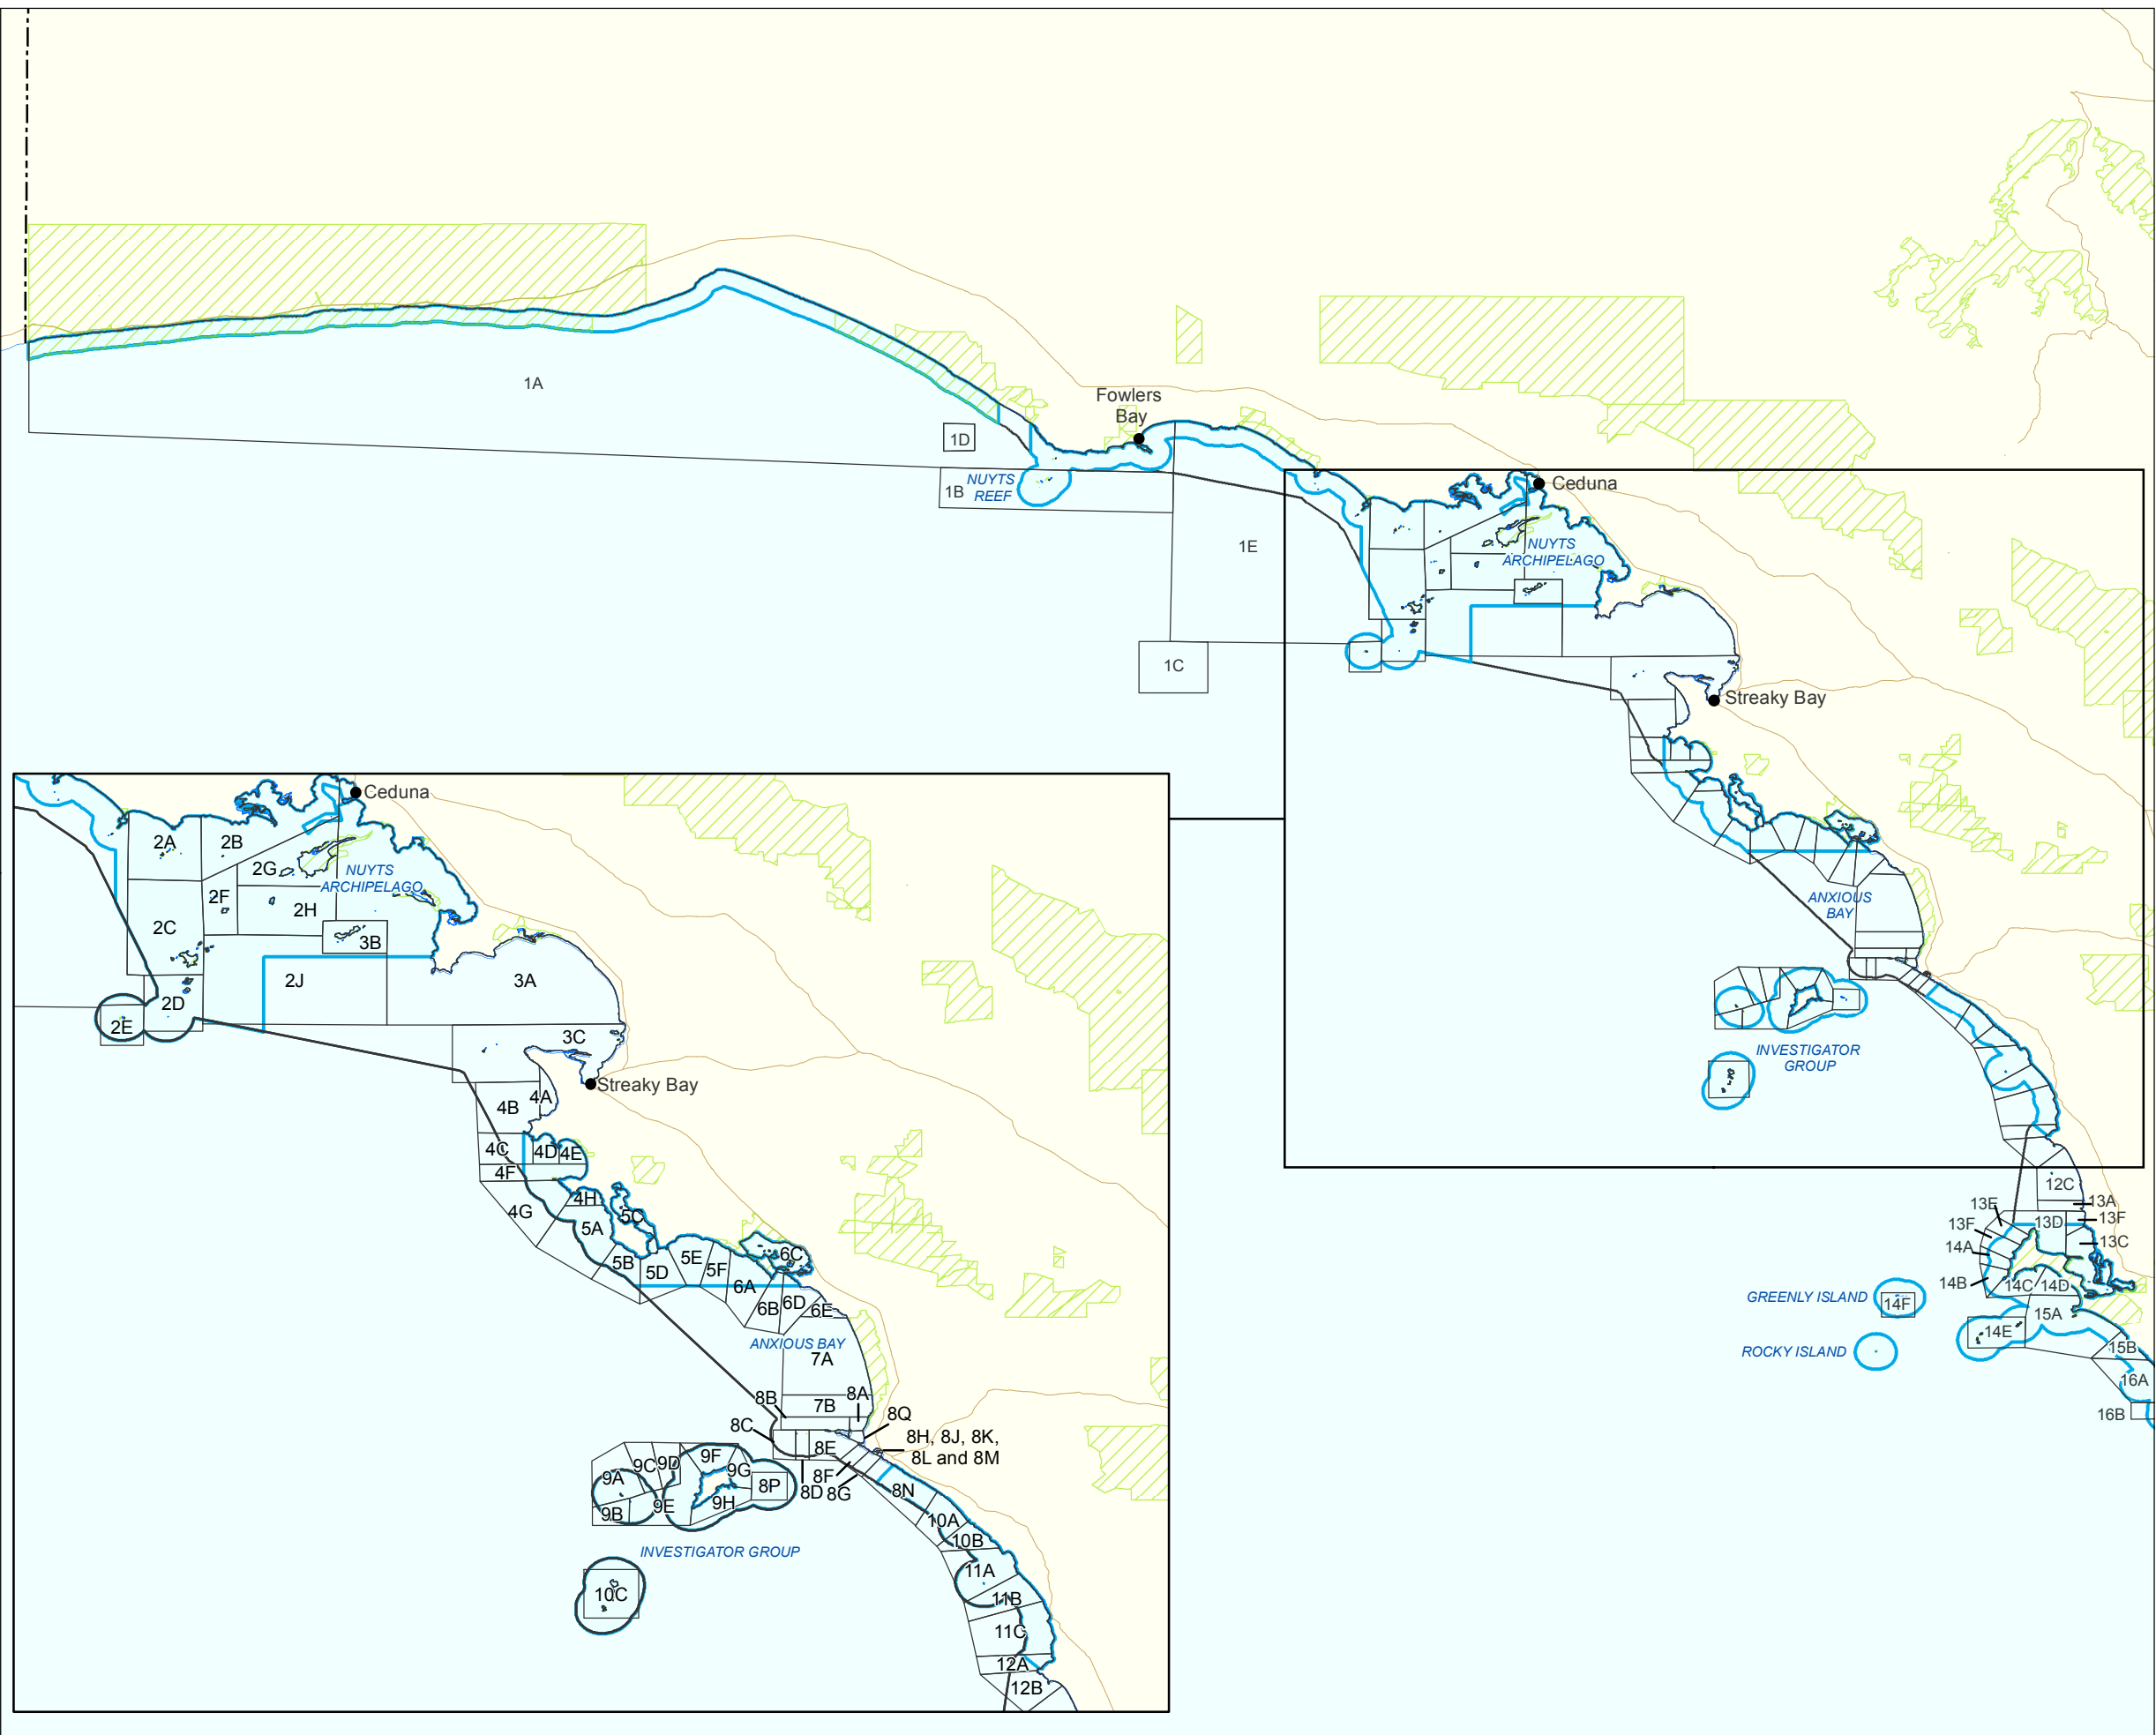 1A
Fowlers
Bay
1D
1B
NUYTS
REEF
Ceduna
1E
NUYTS
ARCHIPELAGO
1C
Streaky Bay
ANXIOUS
BAY
INVESTIGATOR
GROUP
12C
13A
13E
13F
13D
13F
13C
14A
14B
14C
14D
GREENLY ISLAND
14F
15A
14E
ROCKY ISLAND
15B
16A
16B
Ceduna
2A
2B
2G
NUYTS
ARCHIPELAGO
2F
2H
2C
3B
2J
3A
2D
2E
3C
Streaky Bay
4A
4B
4C
4D
4E
4F
4H
4G
5C
5A
5B
5D
5E
5F
6C
6A
6B
6D
6E
ANXIOUS BAY
7A
8B
7B
8A
8C
8Q
8E
8H, 8J, 8K,
8L and 8M
9A
9C
9D
9F
9G
8P
8D
8F
8G
8N
9B
9E
9H
10A
10B
INVESTIGATOR GROUP
11A
10C
11B
11C
12A
12B